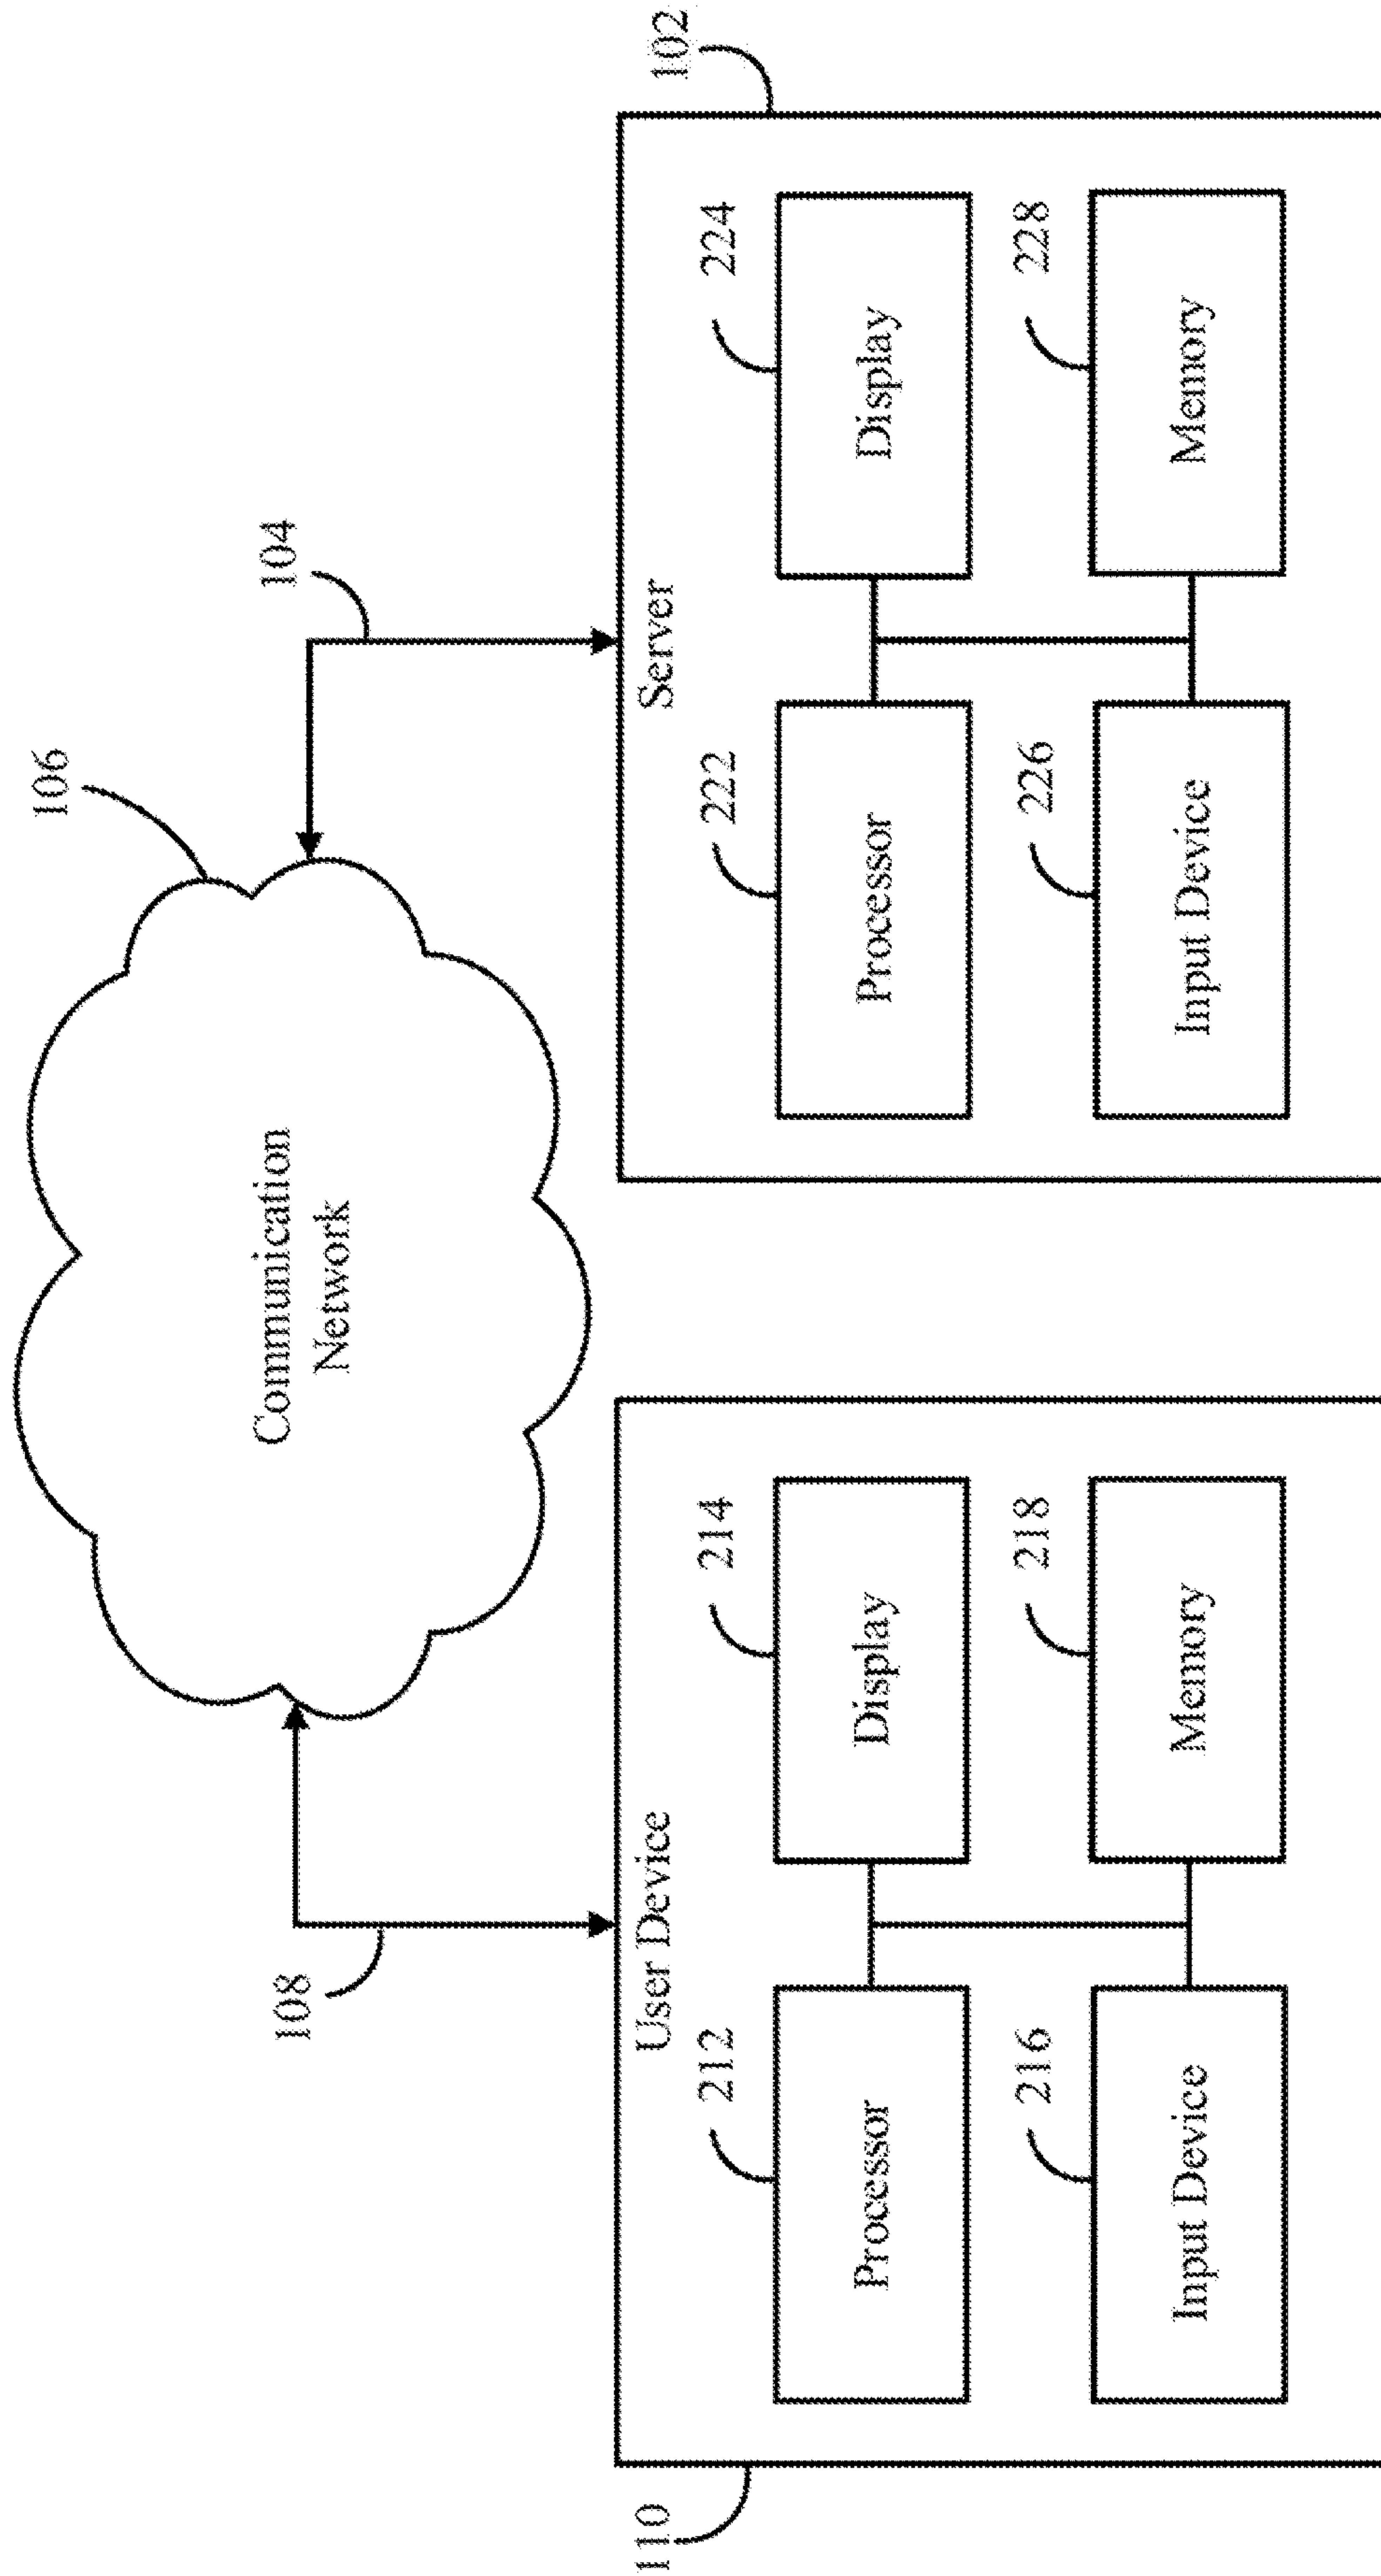 106
Communication
Network
108
104
110
User Device
212
Processor
214
Display
216
Input Device
218
Memory
102
Server
222
Processor
224
Display
226
Input Device
228
Memory